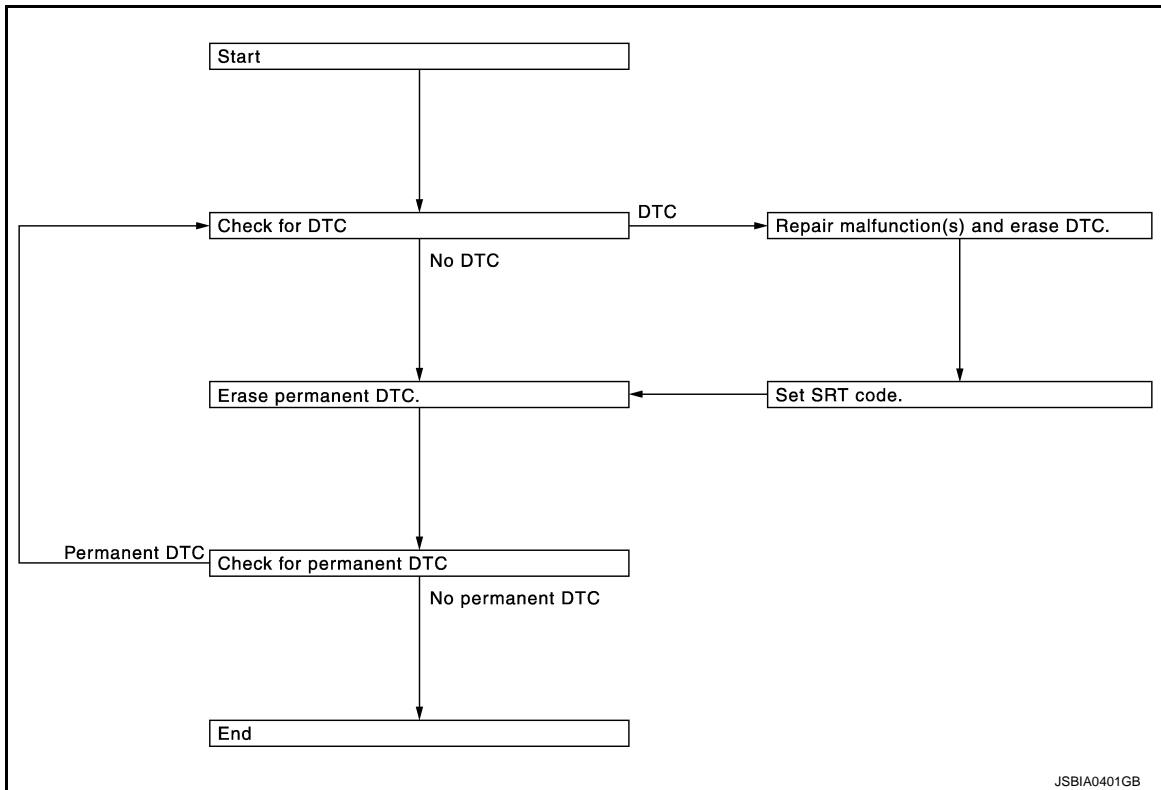 Start
Check for DTC
DTC
Repair malfunction(s) and erase DTC.
No DTC
Erase permanent DTC.
Set SRT code.
Permanent DTC
Check for permanent DTC
No permanent DTC
End
JSBIA0401GB